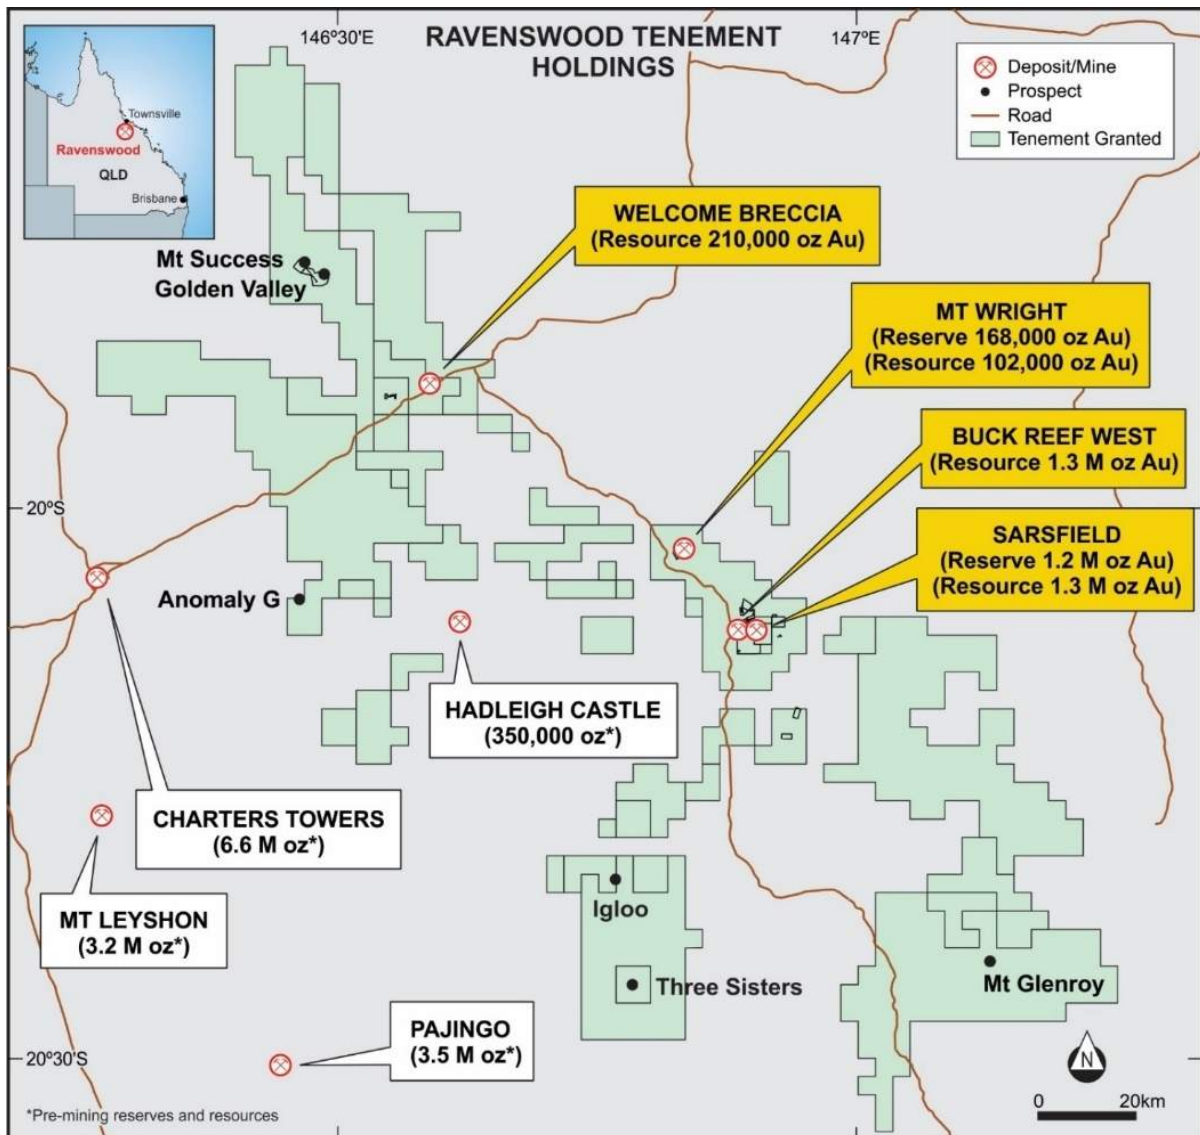 RAVENSWOOD TENEMENT
HOLDINGS
146°30'E
147°E
Townsville
Ravenswood
QLD
Brisbane
Deposit/Mine
Prospect
Road
Tenement Granted
WELCOME BRECCIA
(Resource 210,000 oz Au)
Mt Success
Golden Valley
MT WRIGHT
(Reserve 168,000 oz Au)
(Resource 102,000 oz Au)
BUCK REEF WEST
(Resource 1.3 M oz Au)
20°S
SARSFIELD
(Reserve 1.2 M oz Au)
(Resource 1.3 M oz Au)
Anomaly G
HADLEIGH CASTLE
(350,000 oz*)
CHARTERS TOWERS
(6.6 M oz*)
MT LEYSHON
(3.2 M oz*)
Igloo
Three Sisters
Mt Glenroy
PAJINGO
(3.5 M oz*)
20°30'S
N
0 20km
*Pre-mining reserves and resources